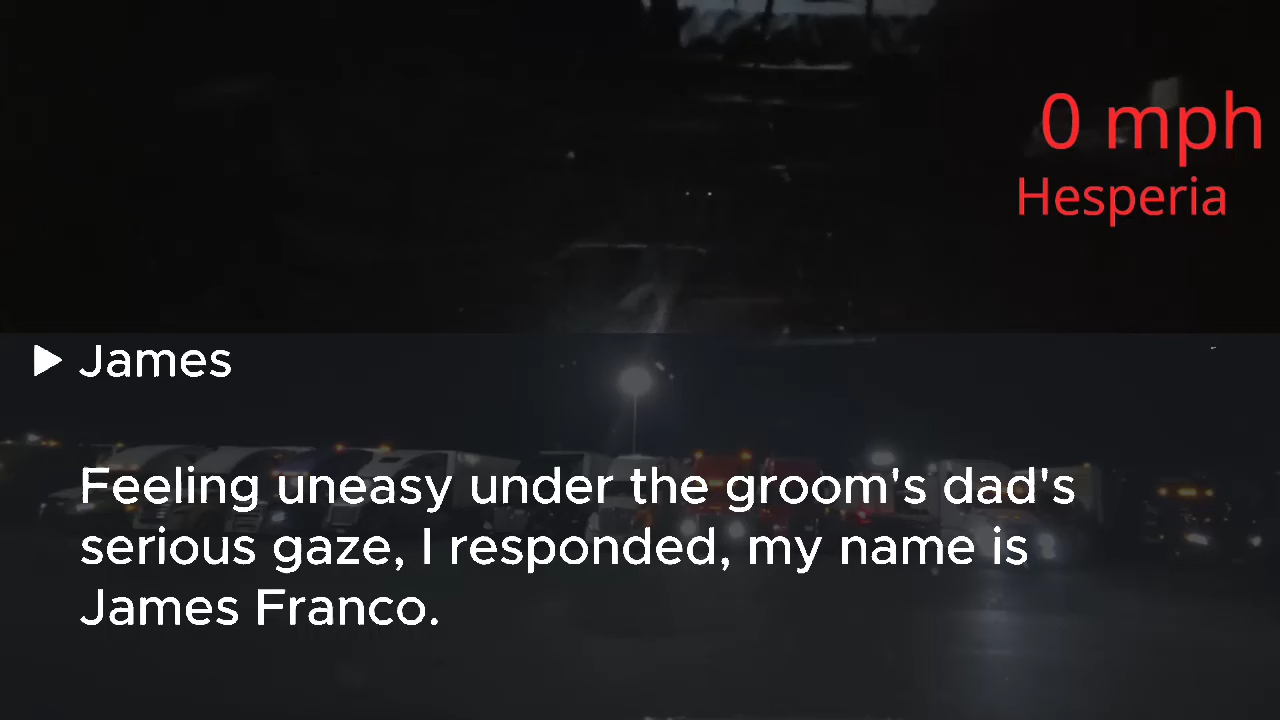 0 mph
Hesperia
James
Feeling uneasy under the groom's dad's
serious gaze, I responded, my name is
James Franco.